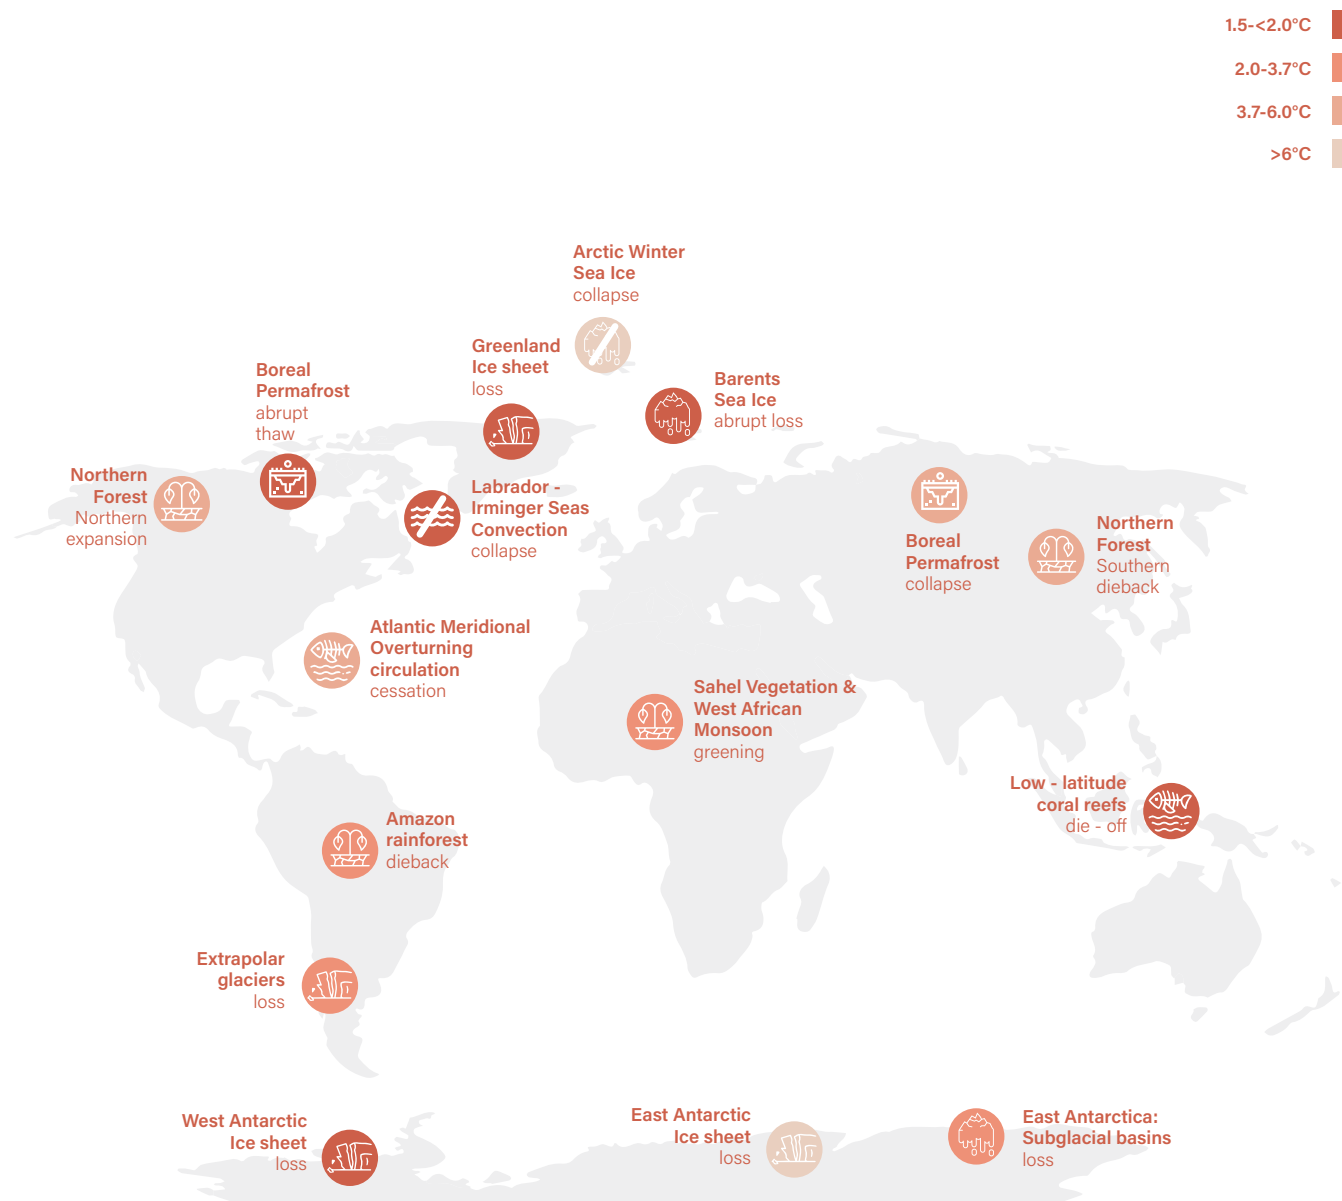 1.5-<2.0°C
2.0-3.7°C
3.7-6.0°C
>6°C
Arctic Winter
Sea Ice
collapse
Greenland
Ice sheet
loss
Boreal
Permafrost
abrupt
thaw
Barents
Sea Ice
abrupt loss
Northern
Forest
Northern
expansion
Labrador -
Irminger Seas
Convection
collapse
Boreal
Permafrost
collapse
Northern
Forest
Southern
dieback
Atlantic Meridional
Overturning
circulation
cessation
Sahel Vegetation &
West African
Monsoon
greening
Low - latitude
coral reefs
die - off
Amazon
rainforest
dieback
Extrapolar
glaciers
loss
West Antarctic
Ice sheet
loss
East Antarctic
Ice sheet
loss
East Antarctica:
Subglacial basins
loss